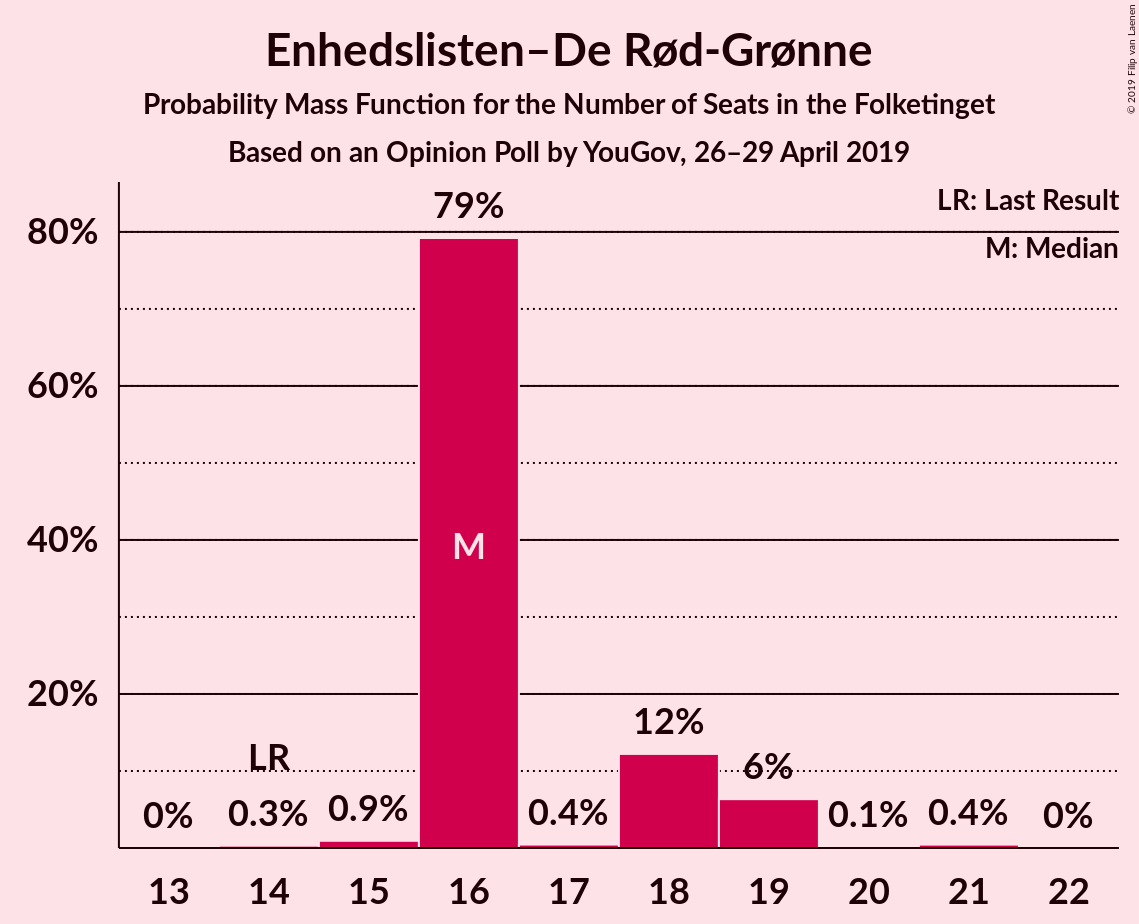 Enhedslisten–De Rød-Grønne
Probability Mass Function for the Number of Seats in the Folketinget
Based on an Opinion Poll by YouGov, 26–29 April 2019
© 2019 Filip van Laenen
LR: Last Result
M: Median
80%
60%
40%
20%
79%
M
LR
0%
0.3%
0.9%
0.4%
12%
6%
0.1%
0.4%
0%
13 14 15 16 17 18 19 20 21 22